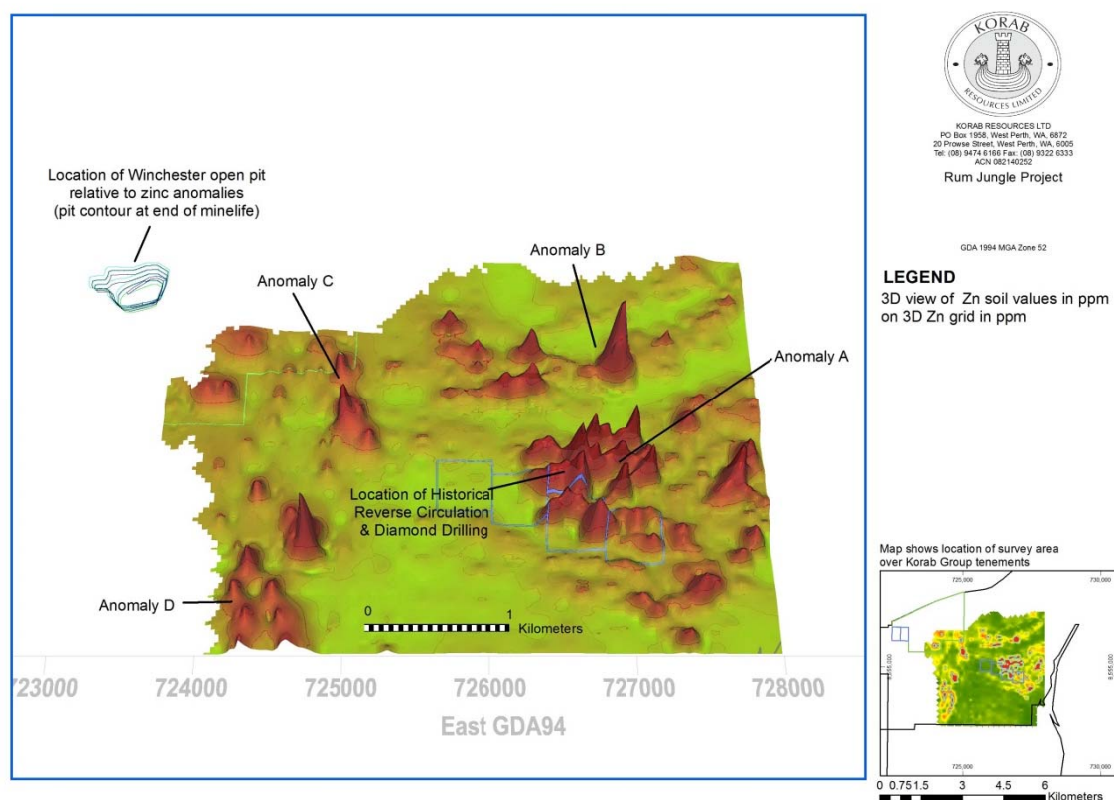 Location of Winchester open pit
relative to zinc anomalies
(pit contour at end of minelife)
Anomaly C
Anomaly B
Anomaly A
Location of Historical
Reverse Circulation
& Diamond Drilling
Anomaly D
0 1
Kilometers
723000 724000 725000 726000 727000 728000
East GDA94
KORAB
RESOURCES LIMITED
KORAB RESOURCES LTD
PO Box 1958, West Perth, WA, 6872
20 Prowse Street, West Perth, WA, 6005
Tel: (08) 9474 6166 Fax: (08) 9322 6333
ACN 082140252
Rum Jungle Project
GDA 1994 MGA Zone 52
LEGEND
3D view of Zn soil values in ppm
on 3D Zn grid in ppm
Map shows location of survey area
over Korab Group tenements
725,000 730,000
725,000 730,000
0 0.75 1.5 3 4.5 6
Kilometers